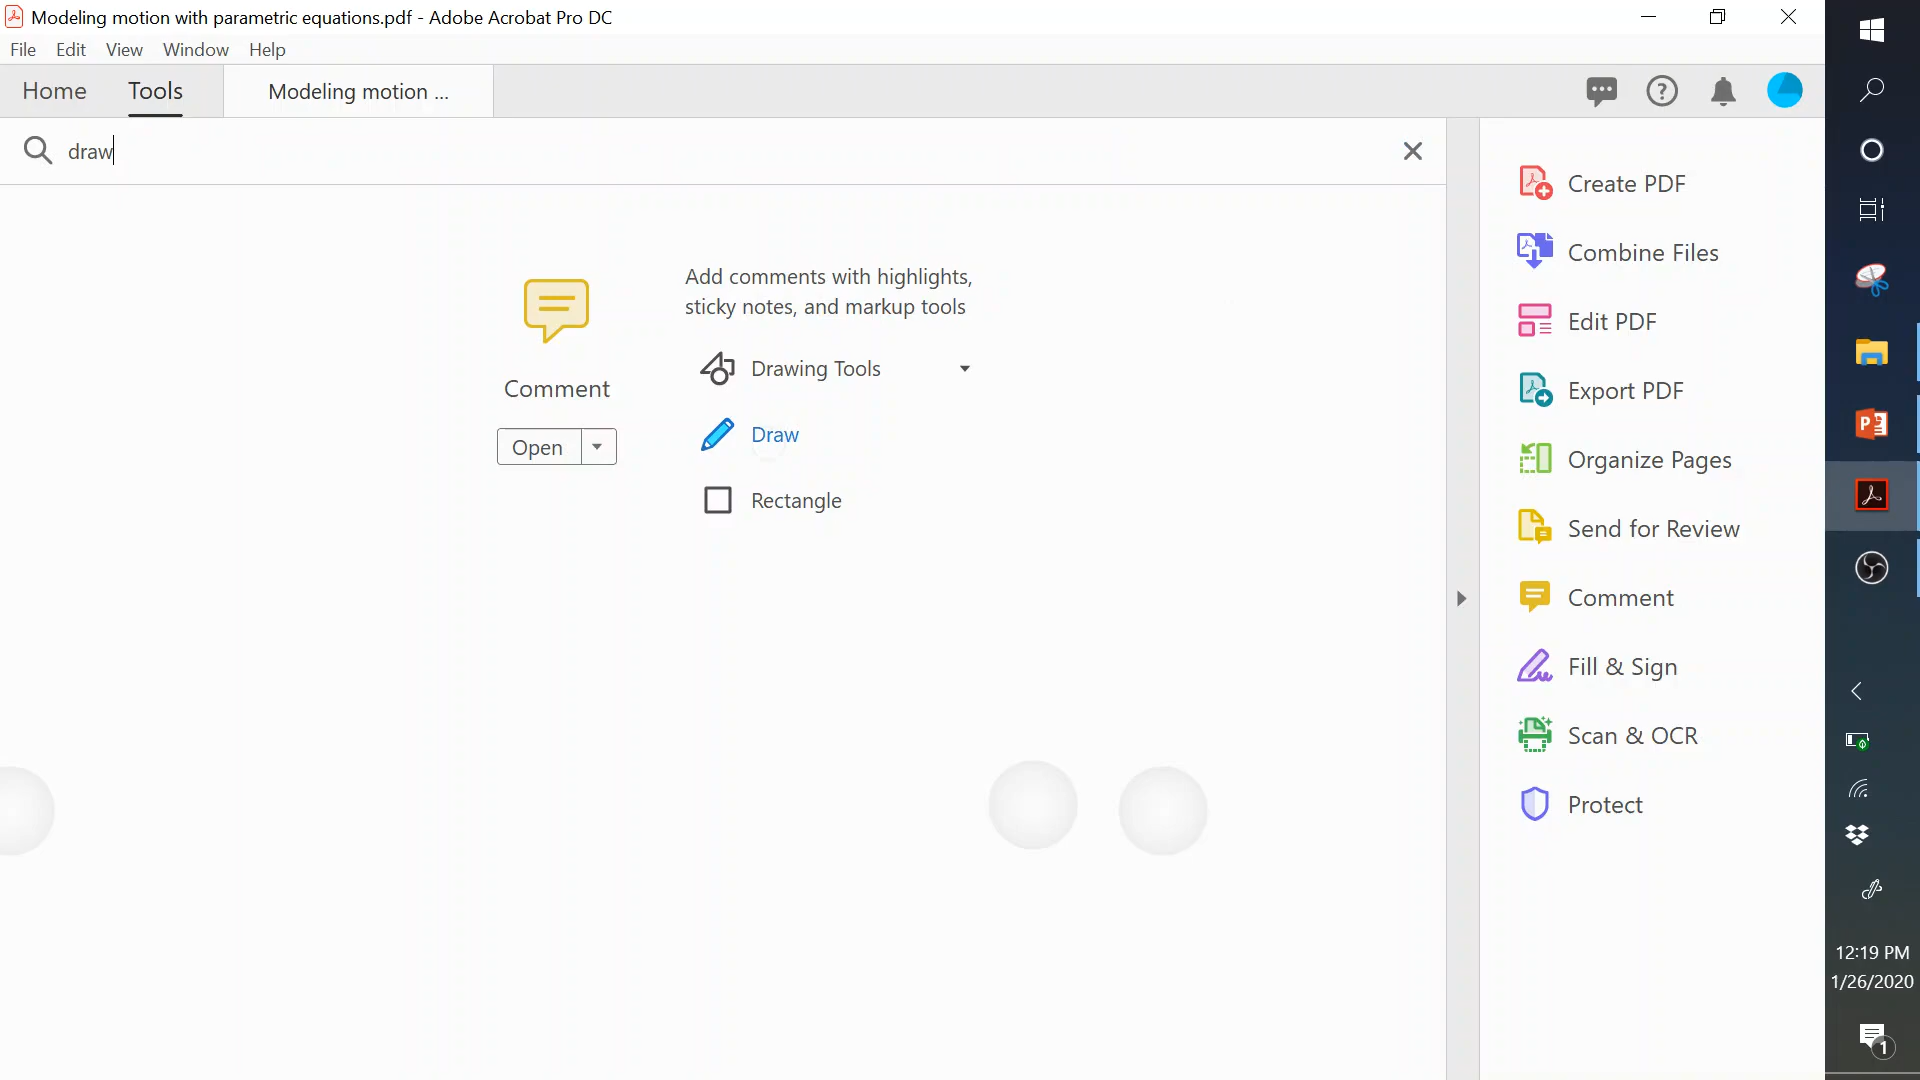 Modeling motion with parametric equations.pdf - Adobe Acrobat Pro DC
File Edit View Window Help
Home Tools Modeling motion ...
draw
Add comments with highlights,
sticky notes, and markup tools
Drawing Tools
Comment
Draw
Open
Rectangle
Create PDF
Combine Files
Edit PDF
Export PDF
Organize Pages
Send for Review
Comment
Fill & Sign
Scan & OCR
Protect
12:19 PM
1/26/2020
1